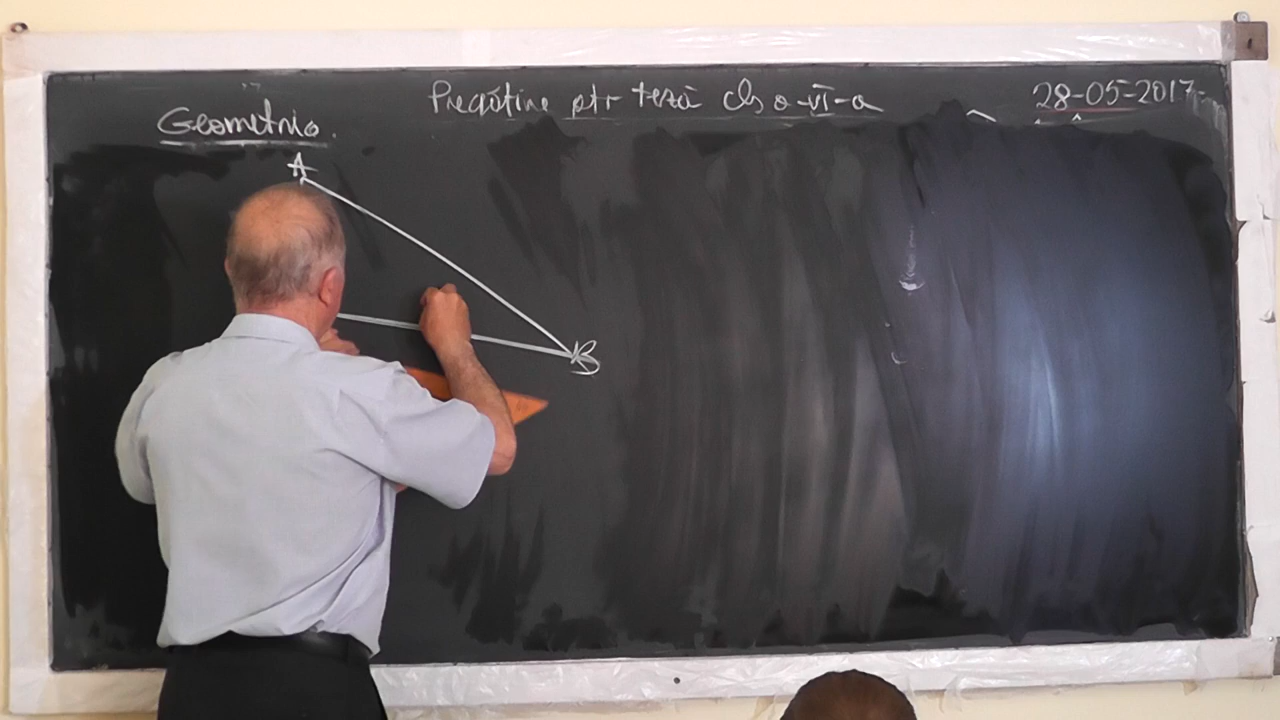 Pregătire ptr teză cls a-VI-a
28-05-2017
Geometrie.
A
B